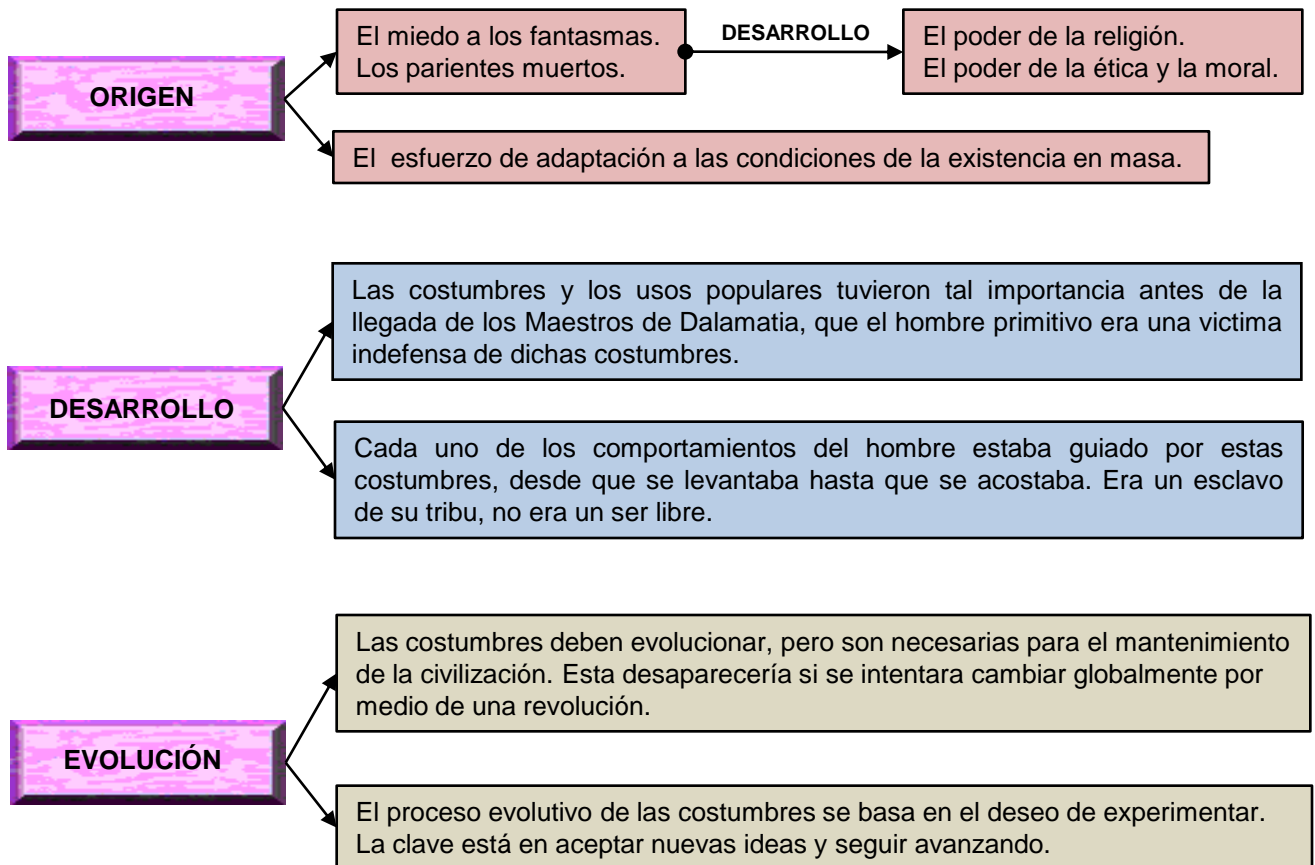 ORIGEN
El miedo a los fantasmas.
Los parientes muertos.
DESARROLLO
El poder de la religión.
El poder de la ética y la moral.
El esfuerzo de adaptación a las condiciones de la existencia en masa.
DESARROLLO
Las costumbres y los usos populares tuvieron tal importancia antes de la
llegada de los Maestros de Dalamatia, que el hombre primitivo era una victima
indefensa de dichas costumbres.
Cada uno de los comportamientos del hombre estaba guiado por estas
costumbres, desde que se levantaba hasta que se acostaba. Era un esclavo
de su tribu, no era un ser libre.
EVOLUCIÓN
Las costumbres deben evolucionar, pero son necesarias para el mantenimiento
de la civilización. Esta desaparecería si se intentara cambiar globalmente por
medio de una revolución.
El proceso evolutivo de las costumbres se basa en el deseo de experimentar.
La clave está en aceptar nuevas ideas y seguir avanzando.